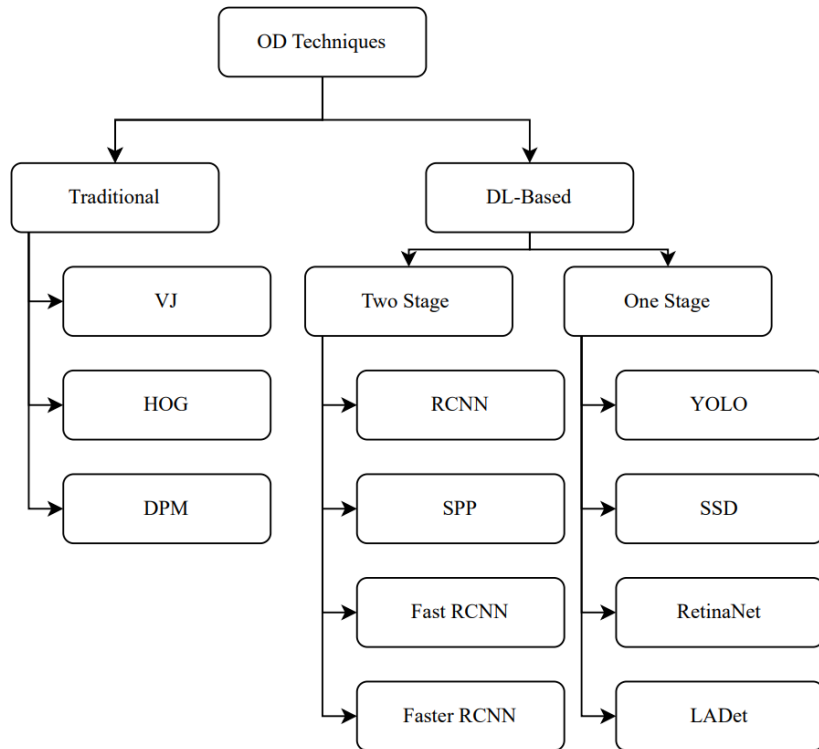 OD Techniques
Traditional
DL-Based
VJ
Two Stage
One Stage
HOG
RCNN
YOLO
DPM
SPP
SSD
Fast RCNN
RetinaNet
Faster RCNN
LADet